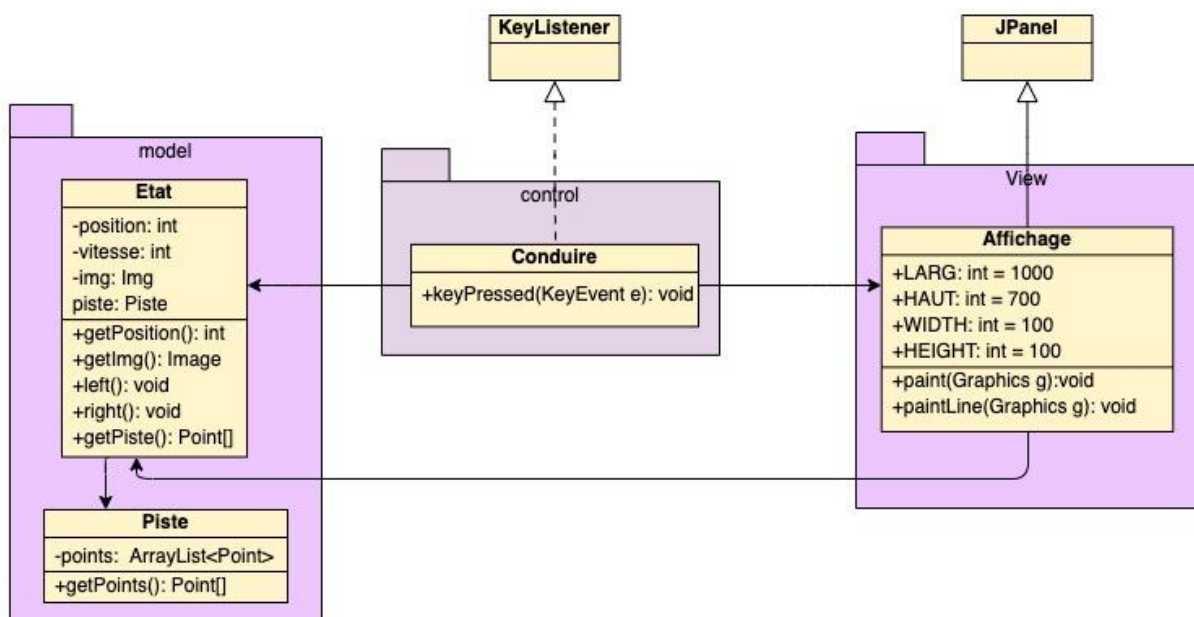 KeyListener
JPanel
model
Etat
-position: int
-vitesse: int
-img: Img
piste: Piste
+getPosition(): int
+getImg(): Image
+left(): void
+right(): void
+getPiste(): Point[]
Piste
-points: ArrayList<Point>
+getPoints(): Point[]
control
Conduire
+keyPressed(KeyEvent e): void
View
Affichage
+LARG: int = 1000
+HAUT: int = 700
+WIDTH: int = 100
+HEIGHT: int = 100
+paint(Graphics g):void
+paintLine(Graphics g): void